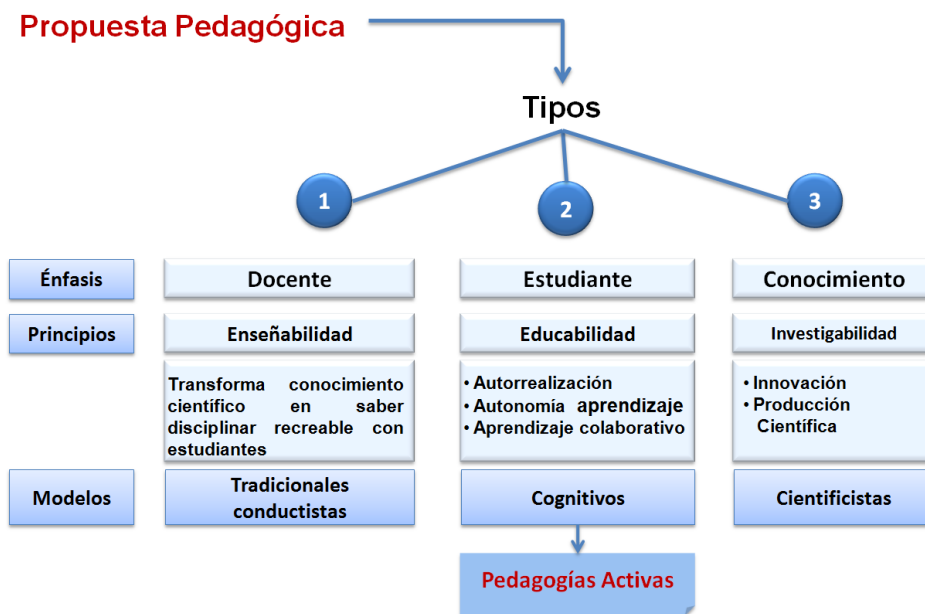 Propuesta Pedagógica
Tipos
1
2
3
Énfasis
Docente
Estudiante
Conocimiento
Principios
Enseñabilidad
Educabilidad
Investigabilidad
Transforma conocimiento
científico en saber
disciplinar recreable con
estudiantes
• Autorrealización
• Autonomía aprendizaje
• Aprendizaje colaborativo
• Innovación
• Producción
Científica
Modelos
Tradicionales
conductistas
Cognitivos
Cientificistas
Pedagogías Activas